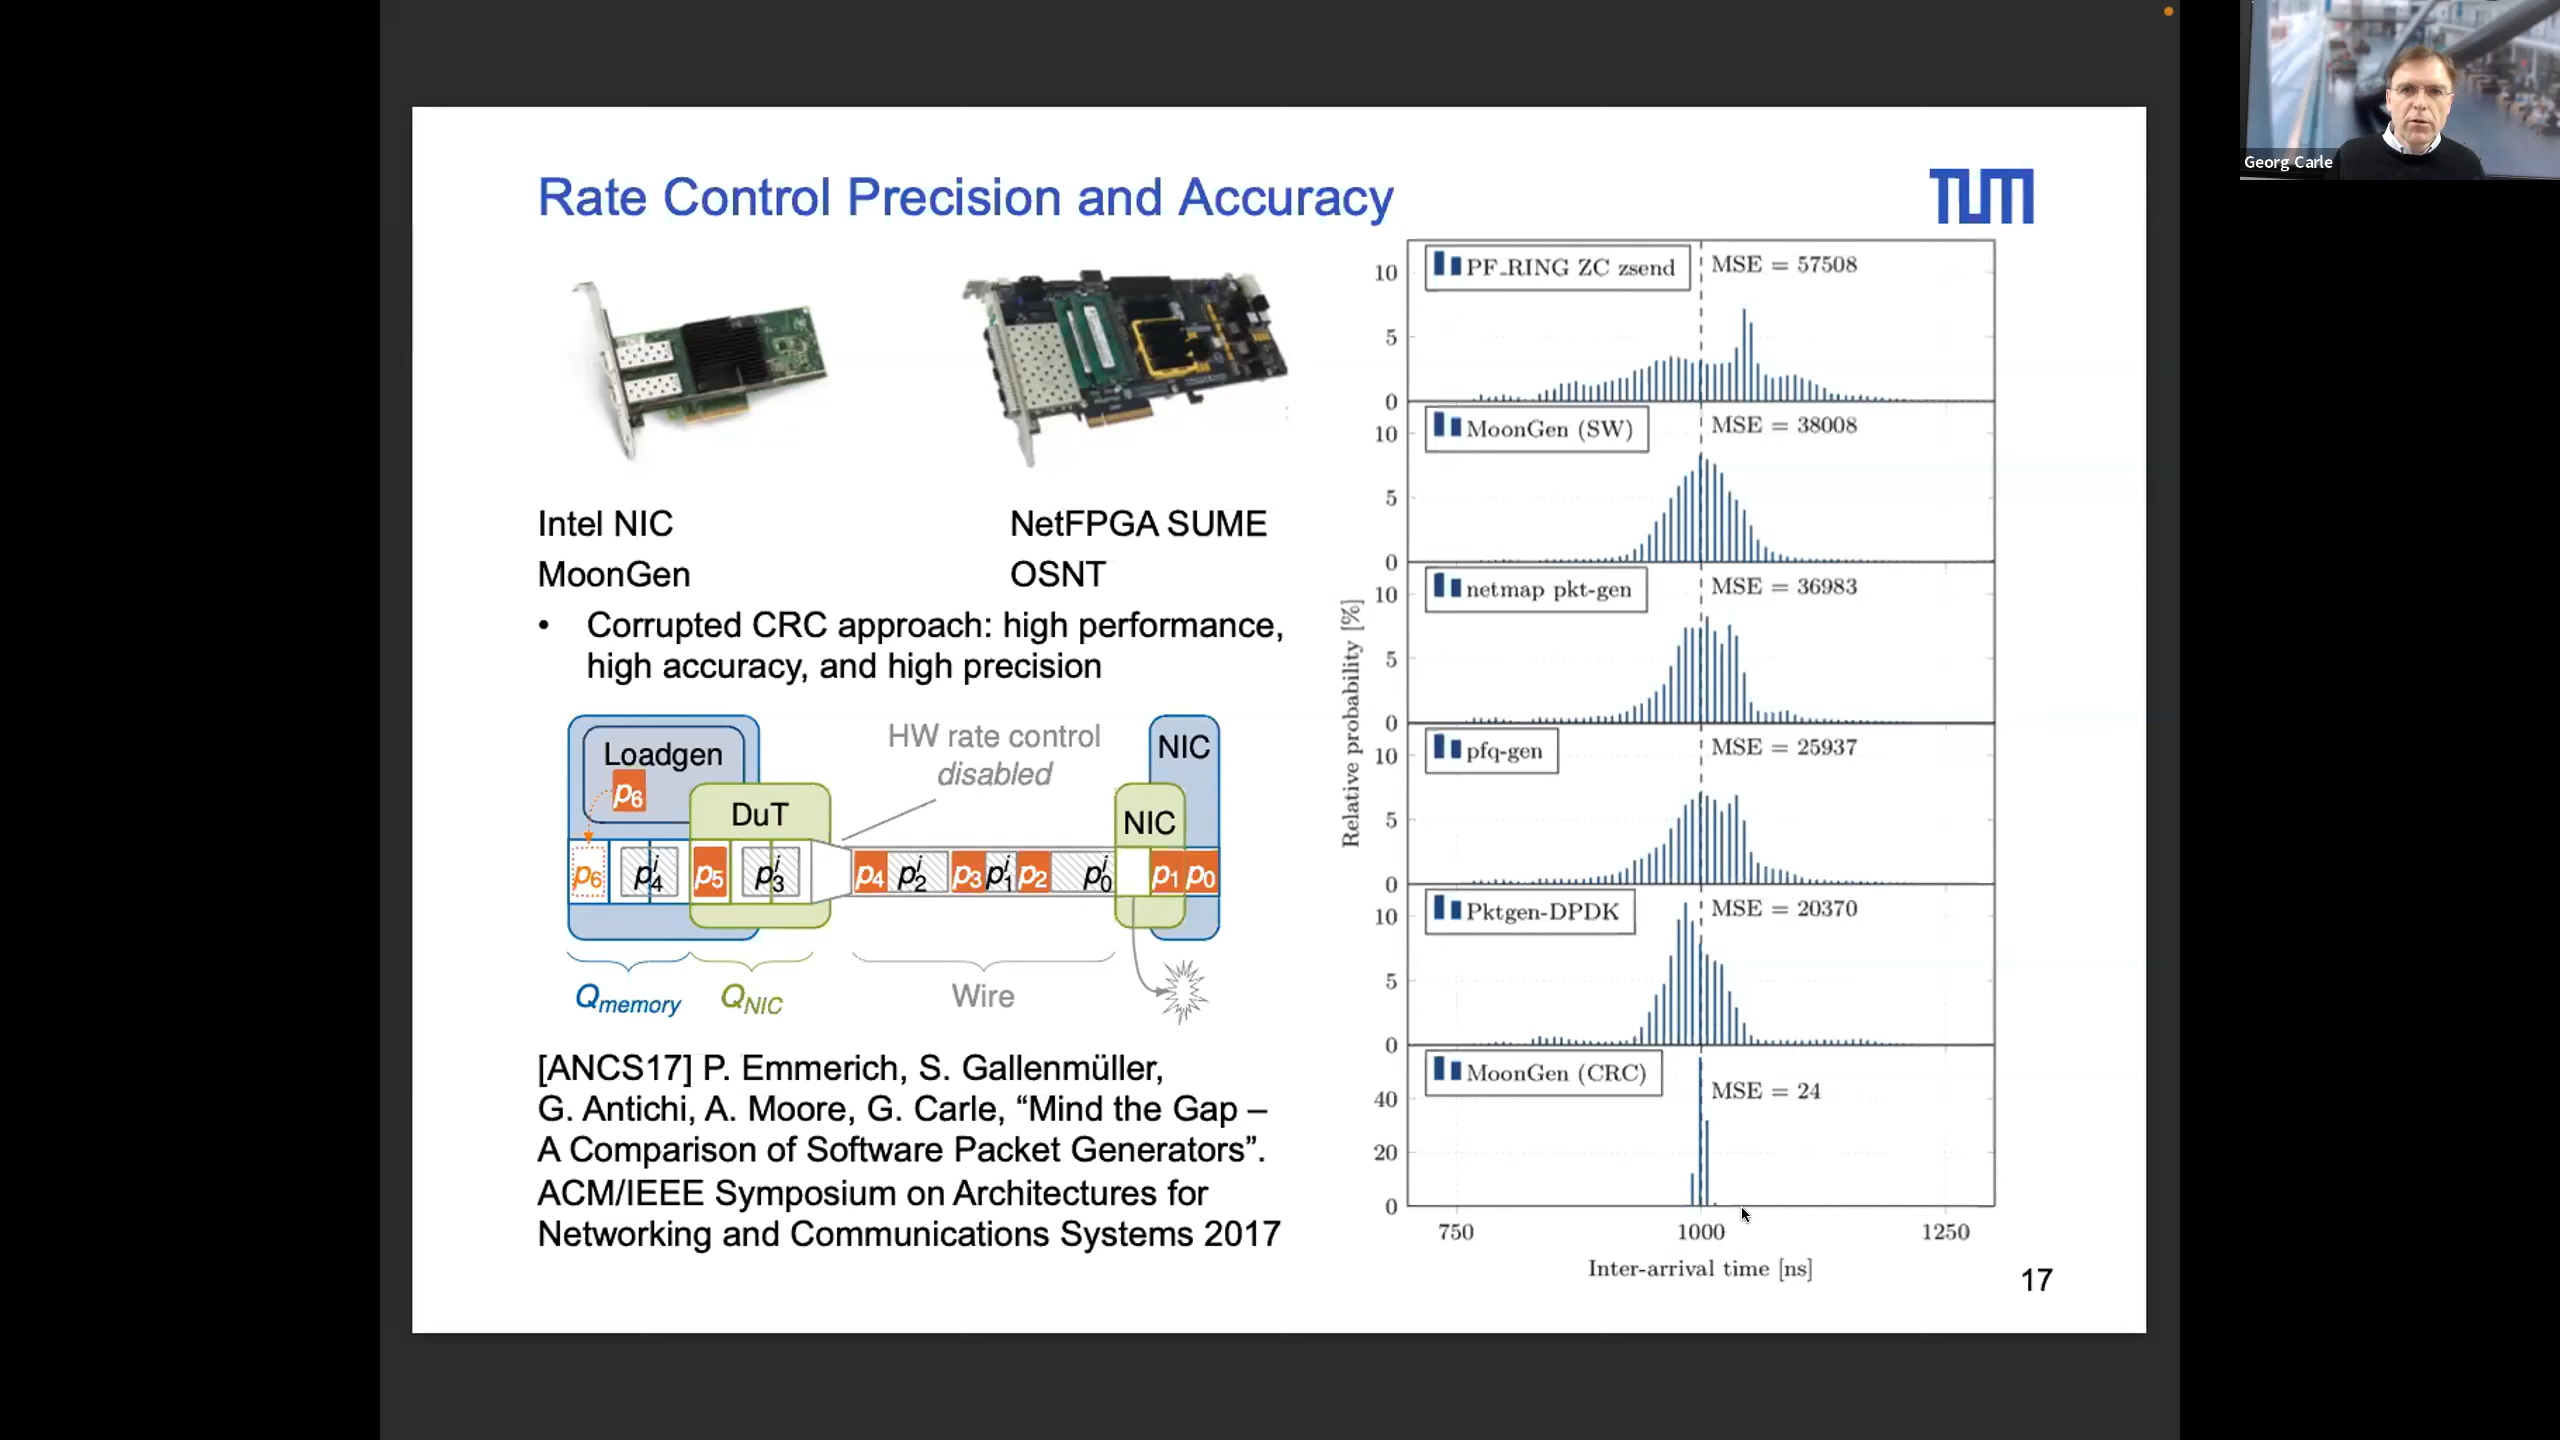 Georg Carle
Rate Control Precision and Accuracy
TUM
Intel NIC
NetFPGA SUME
MoonGen
OSNT
• Corrupted CRC approach: high performance,
high accuracy, and high precision
Loadgen
p6
DuT
HW rate control
disabled
NIC
NIC
p6
p4 i
p5
p3 i
p4
p2 i
p3
p1 i
p2
p0 i
p1
p0
Qmemory
QNIC
Wire
[ANCS17] P. Emmerich, S. Gallenmüller,
G. Antichi, A. Moore, G. Carle, “Mind the Gap –
A Comparison of Software Packet Generators”.
ACM/IEEE Symposium on Architectures for
Networking and Communications Systems 2017
Relative probability [%]
PF_RING ZC zsend
MSE = 57508
10
5
0
MoonGen (SW)
MSE = 38008
10
5
0
netmap pkt-gen
MSE = 36983
10
5
0
pfq-gen
MSE = 25937
10
5
0
Pktgen-DPDK
MSE = 20370
10
5
0
MoonGen (CRC)
MSE = 24
40
20
0
750
1000
1250
Inter-arrival time [ns]
17